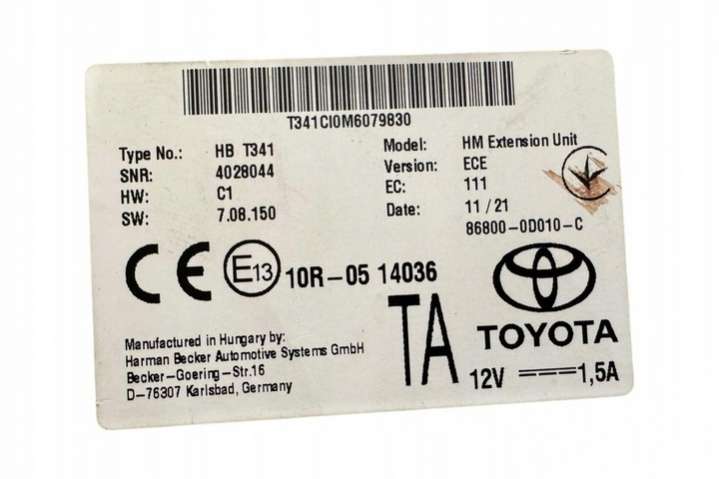 T341CI0M6079830
Type No.: HB T341 Model: HM Extension Unit
SNR: 4028044 Version: ECE
HW: C1 EC: 111
SW: 7.08.150 Date: 11/21
86800-0D010-C
CE E13 10R-05 14036
TA TOYOTA
Manufactured in Hungary by:
Harman Becker Automotive Systems GmbH
Becker-Goering-Str.16
D-76307 Karlsbad, Germany
12V 1,5A